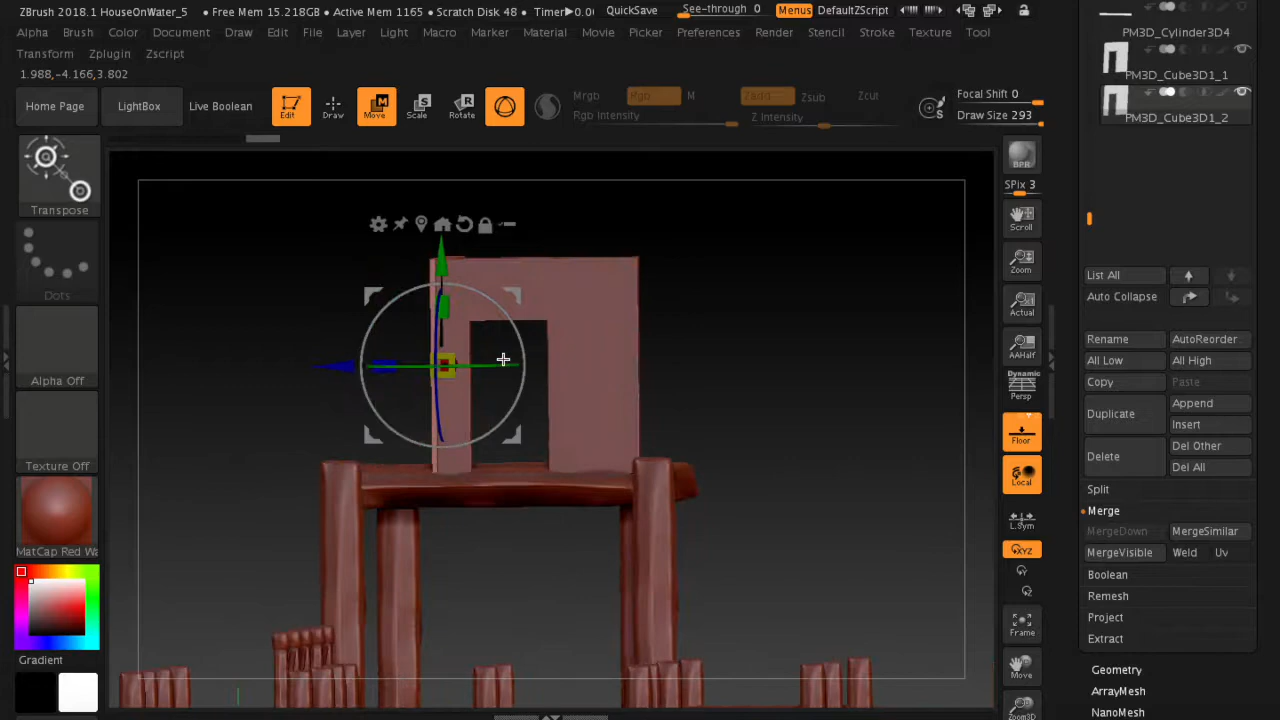 ZBrush 2018.1 HouseOnWater_5 • Free Mem 15.218GB • Active Mem 1165 • Scratch Disk 48 • Timer▶0.0 QuickSave See-through 0 Menus DefaultZScript
Alpha Brush Color Document Draw Edit File Layer Light Macro Marker Material Movie Picker Preferences Render Stencil Stroke Texture Tool
Transform Zplugin Zscript
1.988,-4.166,3.802
Home Page LightBox Live Boolean Edit Draw Move Scale Rotate
Mrgb Rgb M Zadd Zsub Zcut
Rgb Intensity Z Intensity
Focal Shift 0
Draw Size 293
Transpose
Dots
Alpha Off
Texture Off
MatCap Red Wa
Gradient
BPR
SPix 3
Scroll
Zoom
Actual
AAHalf
Dynamic
Persp
Floor
Local
L.Sym
XYZ
Frame
Move
Zoom3D
PM3D_Cylinder3D4
PM3D_Cube3D1_1
PM3D_Cube3D1_2
List All
Auto Collapse
Rename AutoReorder
All Low All High
Copy Paste
Duplicate Append
Insert
Delete Del Other
Del All
Split
Merge
MergeDown MergeSimilar
MergeVisible Weld Uv
Boolean
Remesh
Project
Extract
Geometry
ArrayMesh
NanoMesh